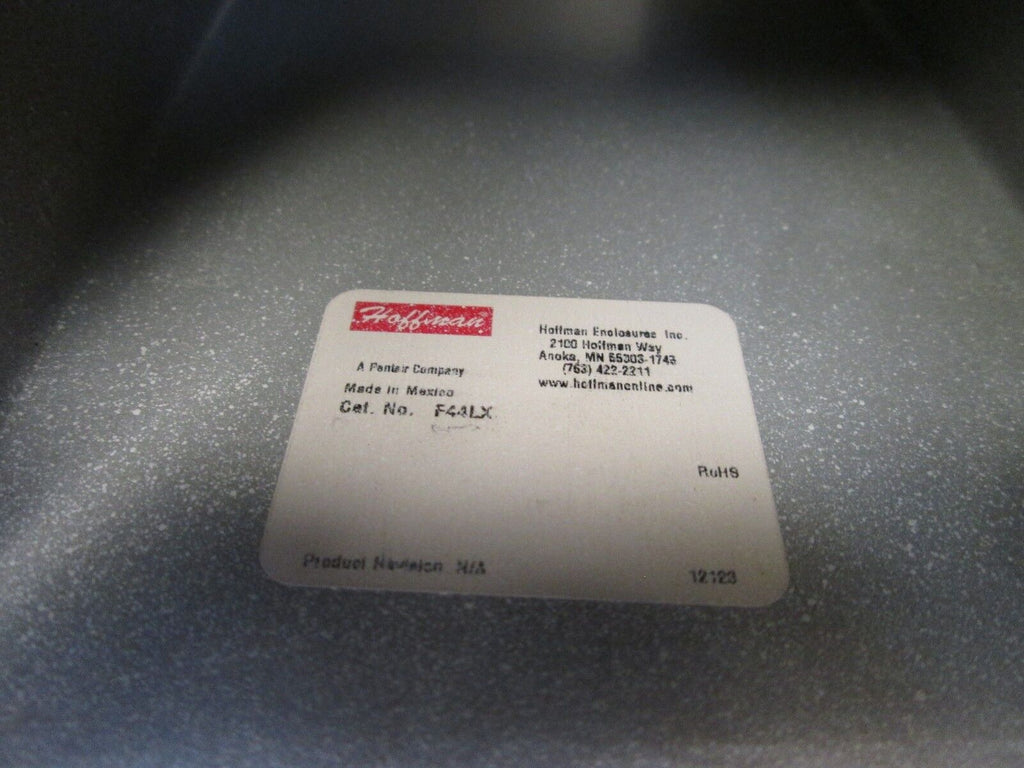 Hoffman
A Pentair Company
Made in Mexico
Cat. No. F44LX
Hoffman Enclosures Inc.
2100 Hoffman Way
Anoka, MN 55303-1743
(763) 422-2211
www.hoffmanonline.com
RoHS
Product Revision N/A
12123